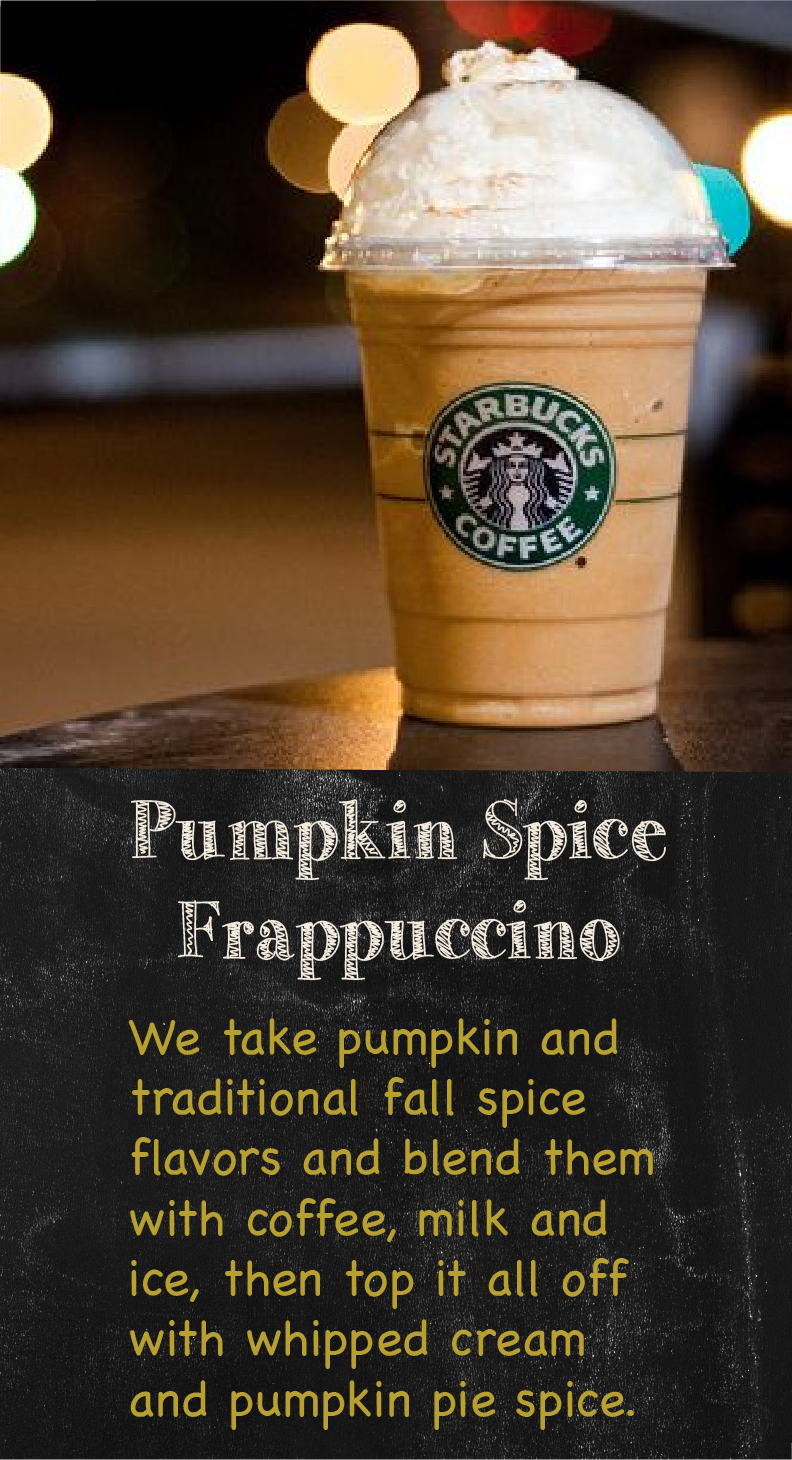 STARBUCKS
COFFEE
Pumpkin Spice
Frappuccino
We take pumpkin and
traditional fall spice
flavors and blend them
with coffee, milk and
ice, then top it all off
with whipped cream
and pumpkin pie spice.